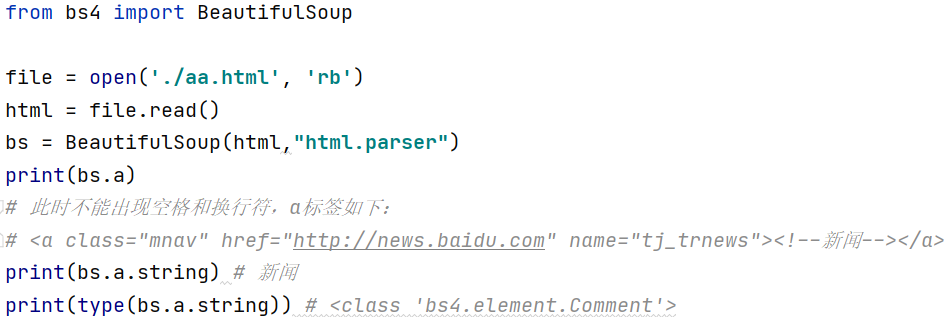 from bs4 import BeautifulSoup
file = open('./aa.html', 'rb')
html = file.read()
bs = BeautifulSoup(html,"html.parser")
print(bs.a)
# 此时不能出现空格和换行符，a标签如下：
# <a class="mnav" href="http://news.baidu.com" name="tj_trnews"><!--新闻--></a>
print(bs.a.string) # 新闻
print(type(bs.a.string)) # <class 'bs4.element.Comment'>